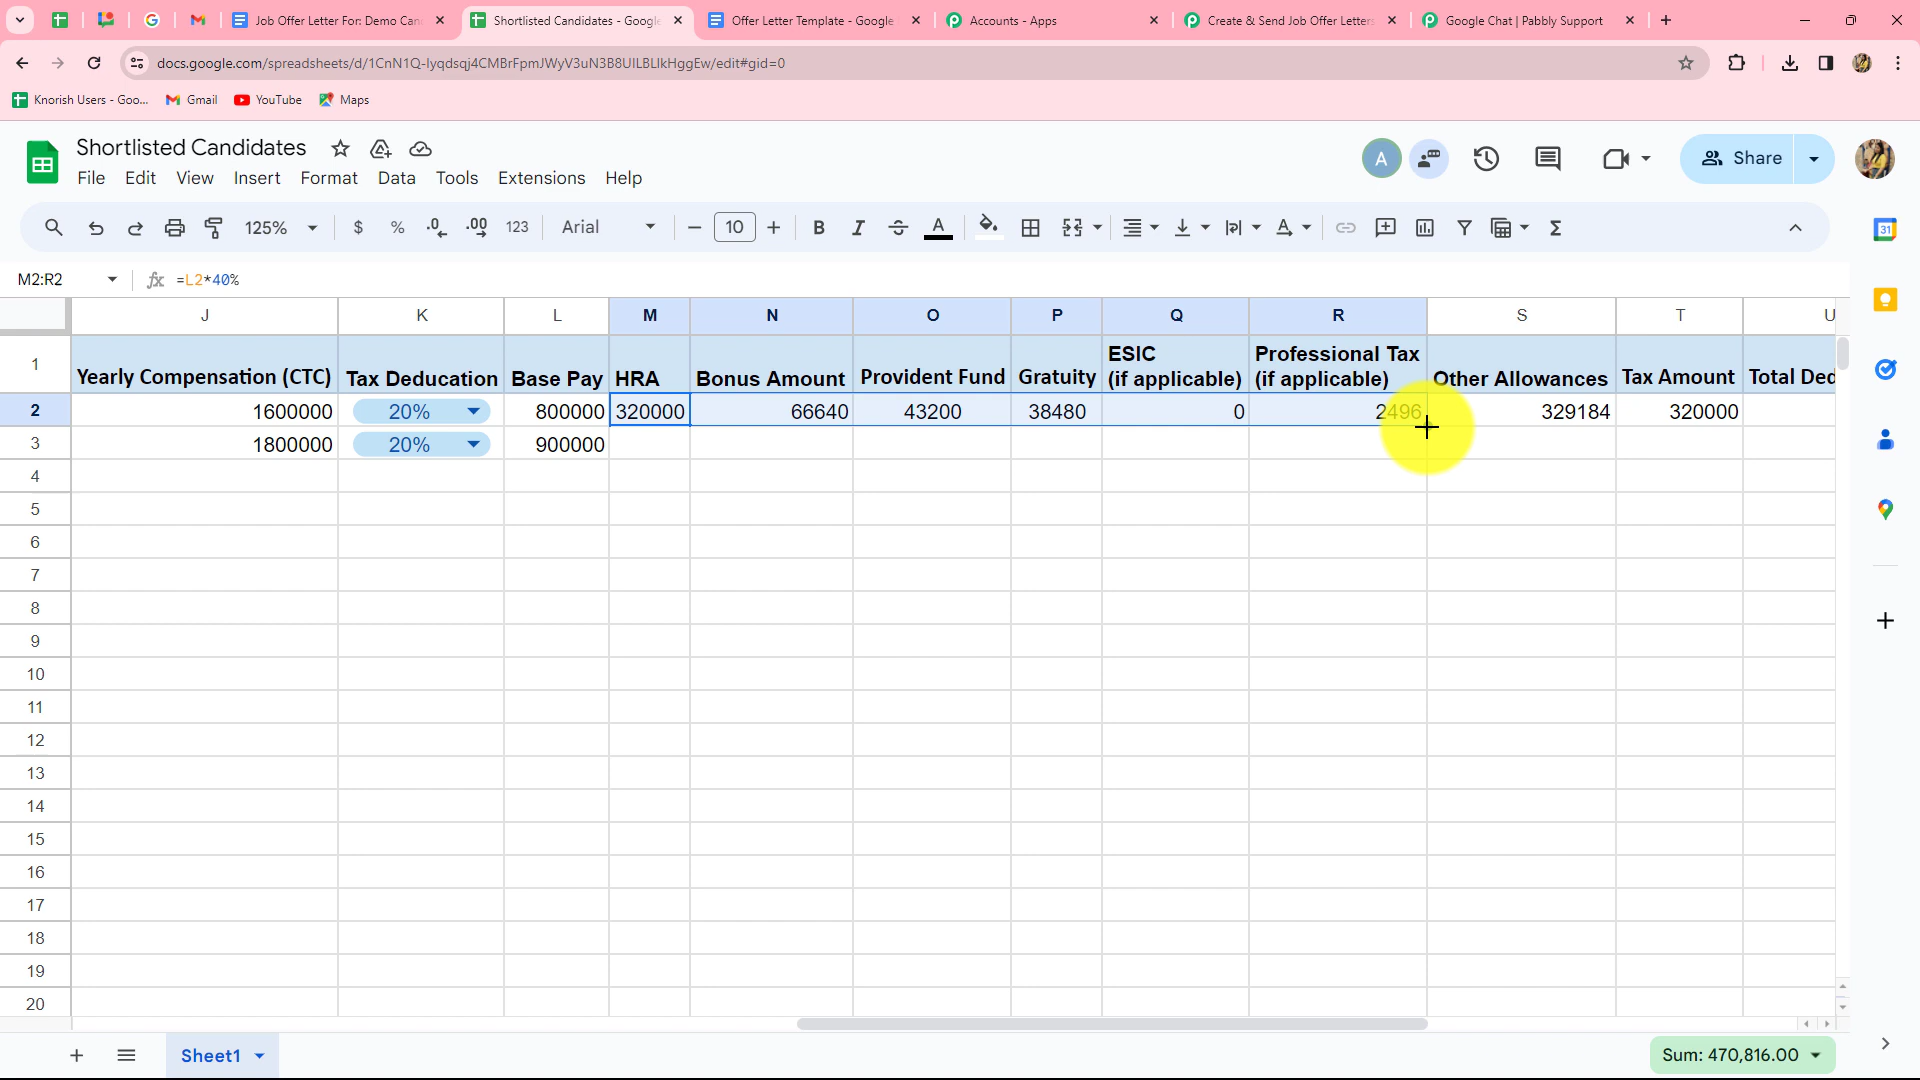 Job Offer Letter For: Demo Can
Shortlisted Candidates - Google
Offer Letter Template - Google
Accounts - Apps
Create & Send Job Offer Letters
Google Chat | Pabbly Support
docs.google.com/spreadsheets/d/1CnN1Q-lyqdsqj4CMBrFpmJWyV3uN3B8UILBLlkHggEw/edit#gid=0
Knorish Users - Goo...
Gmail
YouTube
Maps
Shortlisted Candidates
A
Share
File Edit View Insert Format Data Tools Extensions Help
125% $ % .0 .00 123 Arial 10 B I A
31
M2:R2 fx =L2*40%
J K L M N O P Q R S T U
1 Yearly Compensation (CTC) Tax Deducation Base Pay HRA Bonus Amount Provident Fund Gratuity ESIC (if applicable) Professional Tax (if applicable) Other Allowances Tax Amount Total Ded
2 1600000 20% 800000 320000 66640 43200 38480 0 2496 329184 320000
3 1800000 20% 900000
4
5
6
7
8
9
10
11
12
13
14
15
16
17
18
19
20
Sheet1
Sum: 470,816.00